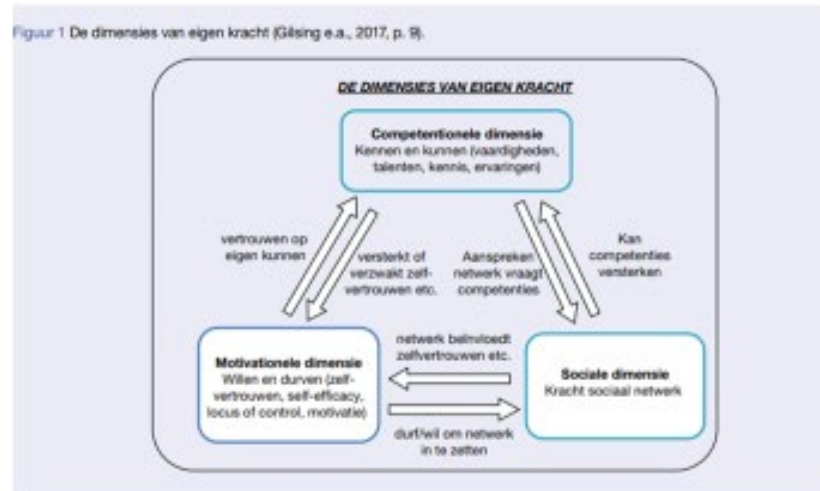 Figuur 1 De dimensies van eigen kracht (Gilsing e.a., 2017, p. 9).
DE DIMENSIES VAN EIGEN KRACHT
Competentionele dimensie
Kennen en kunnen (vaardigheden,
talenten, kennis, ervaringen)
vertrouwen op
eigen kunnen
versterkt of
verzwakt zelf-
vertrouwen etc.
Aanspreken
netwerk vraagt
competenties
Kan
competenties
versterken
netwerk beïnvloedt
zelfvertrouwen etc.
Motivationele dimensie
Willen en durven (zelf-
vertrouwen, self-efficacy,
locus of control, motivatie)
Sociale dimensie
Kracht sociaal netwerk
durf/wil om netwerk
in te zetten